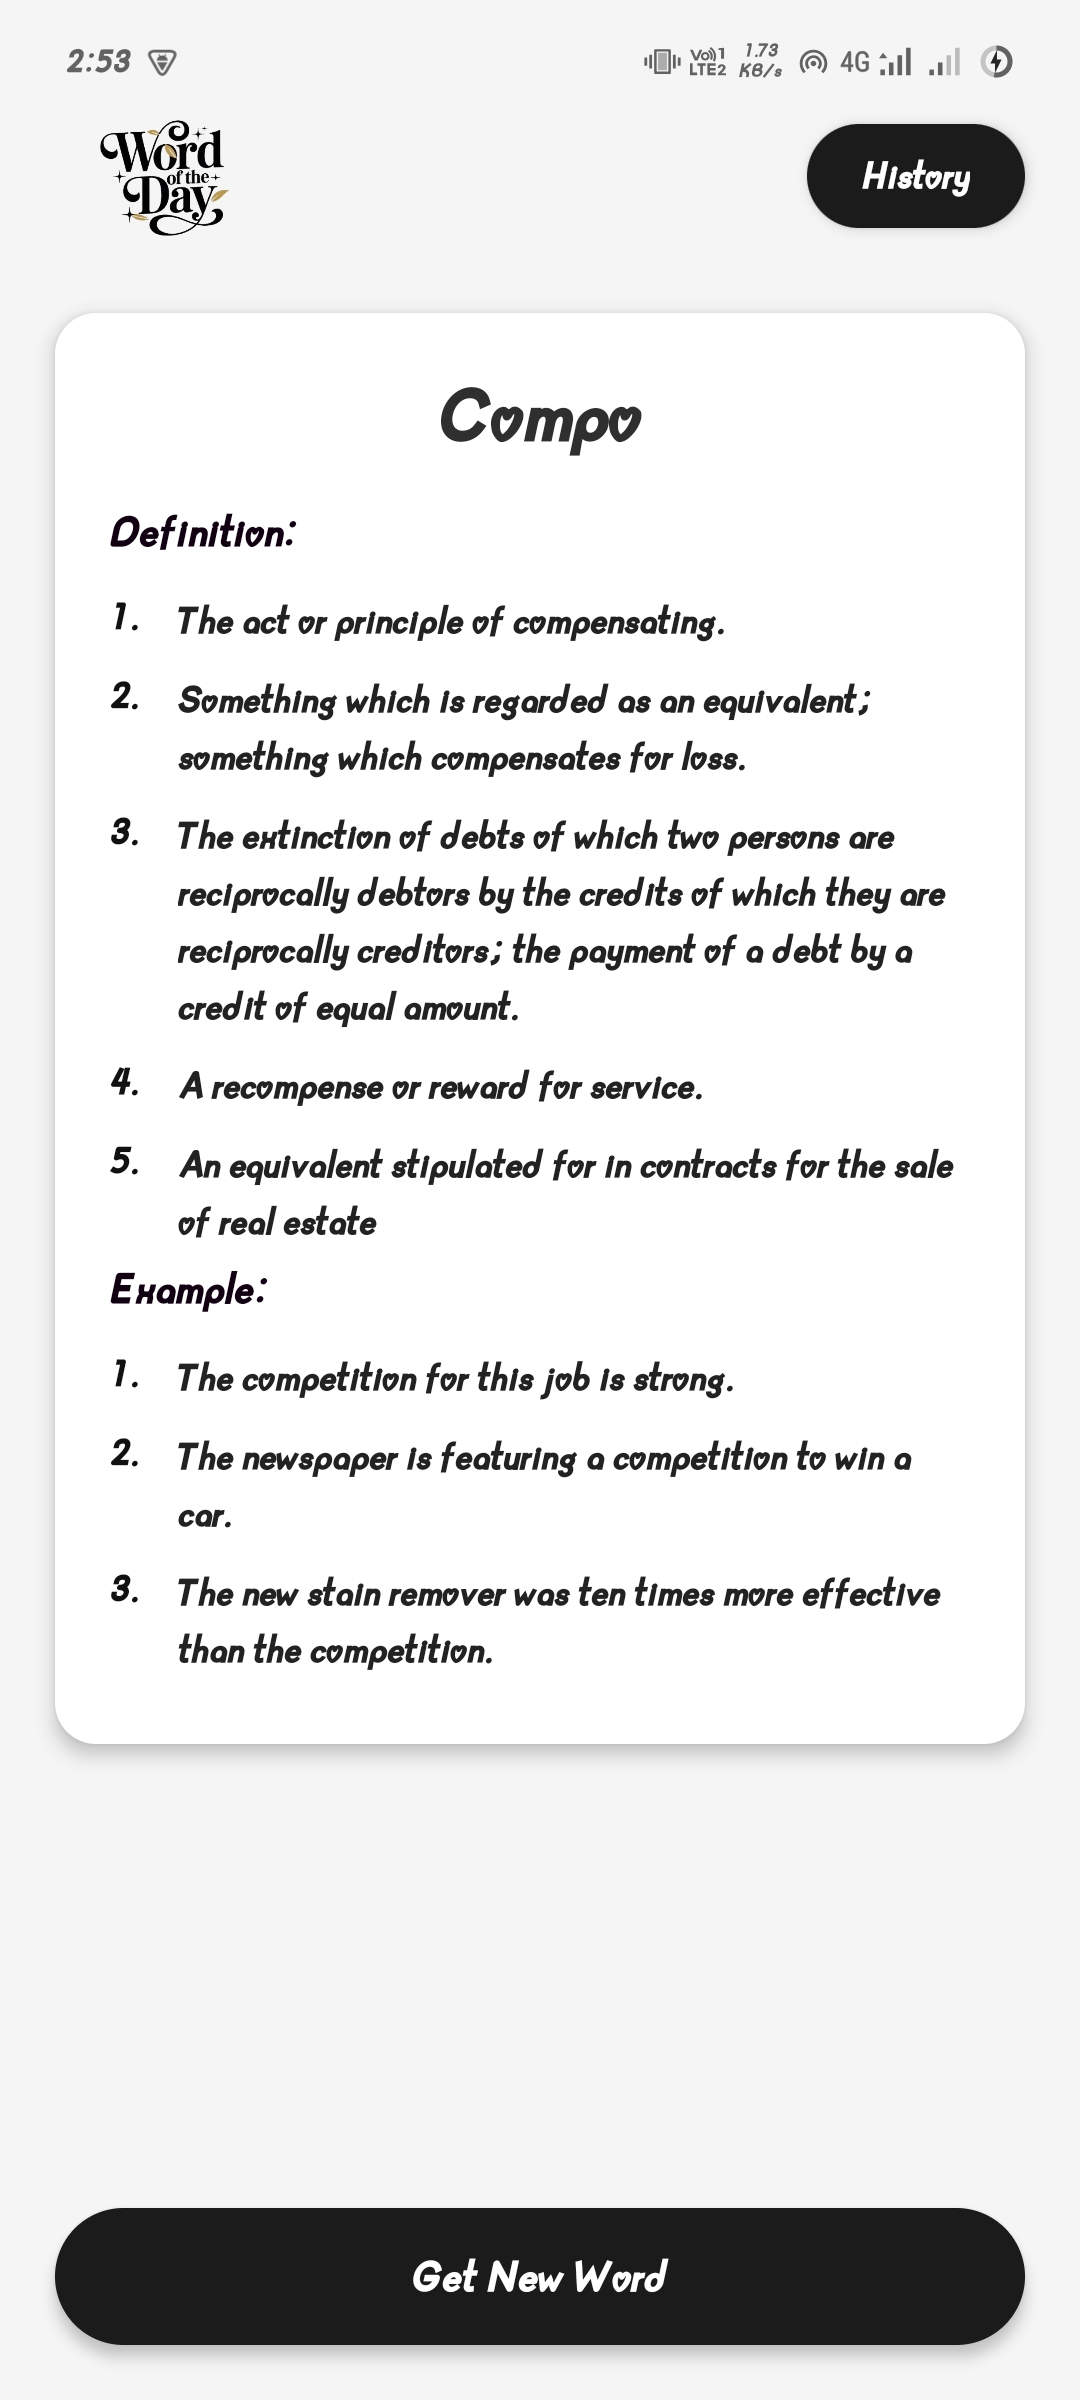 2:53
Vo)) 1
LTE2
1.73
KB/s
4G
Word
of the
Day
History
Compo
Definition:
1. The act or principle of compensating.
2. Something which is regarded as an equivalent;
something which compensates for loss.
3. The extinction of debts of which two persons are
reciprocally debtors by the credits of which they are
reciprocally creditors; the payment of a debt by a
credit of equal amount.
4. A recompense or reward for service.
5. An equivalent stipulated for in contracts for the sale
of real estate
Example:
1. The competition for this job is strong.
2. The newspaper is featuring a competition to win a
car.
3. The new stain remover was ten times more effective
than the competition.
Get New Word